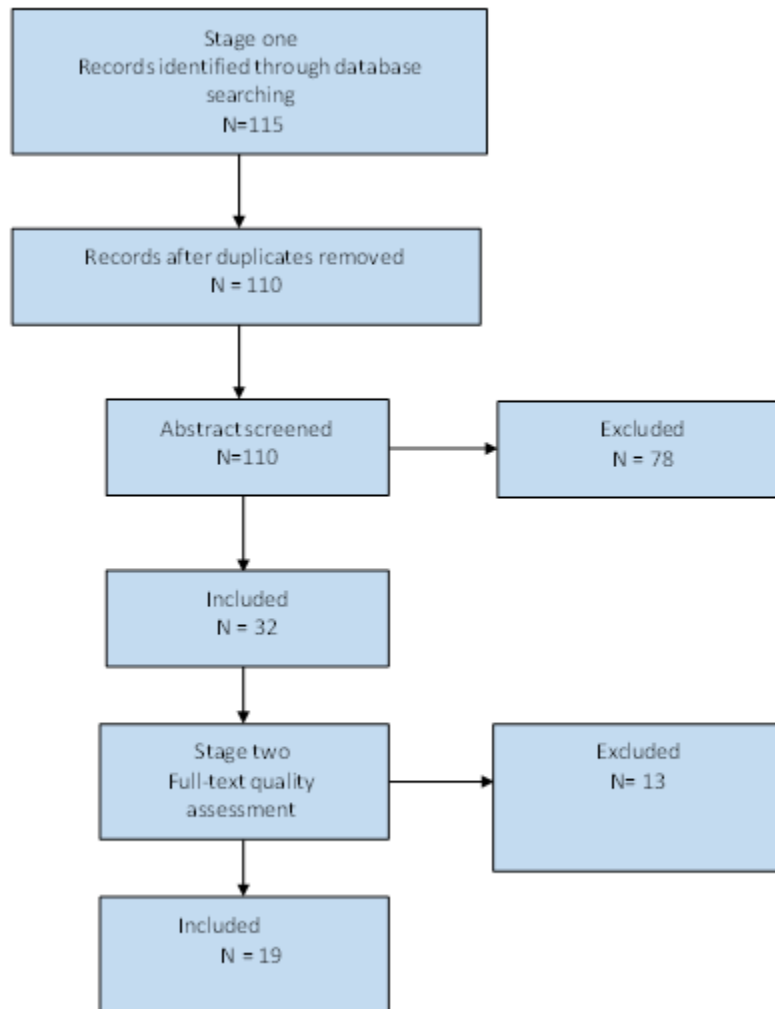 Stage one
Records identified through database
searching
N=115
Records after duplicates removed
N = 110
Abstract screened
N=110
Excluded
N = 78
Included
N = 32
Stage two
Full-text quality
assessment
Excluded
N= 13
Included
N = 19